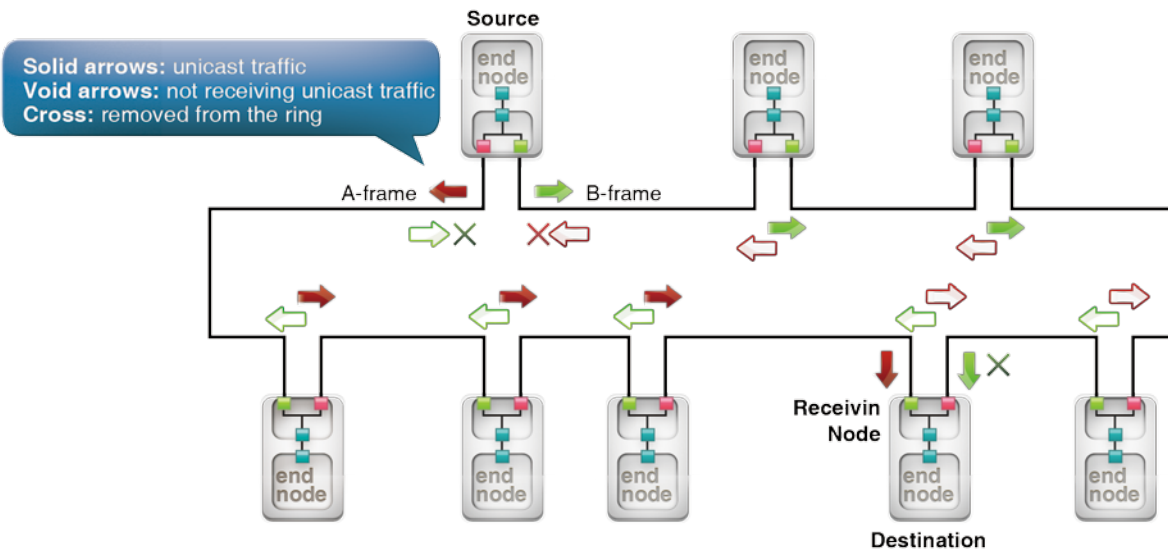 Source
Solid arrows: unicast traffic
Void arrows: not receiving unicast traffic
Cross: removed from the ring
end
node
end
node
end
node
A-frame
B-frame
Receivin
Node
end
node
end
node
end
node
end
node
end
node
Destination